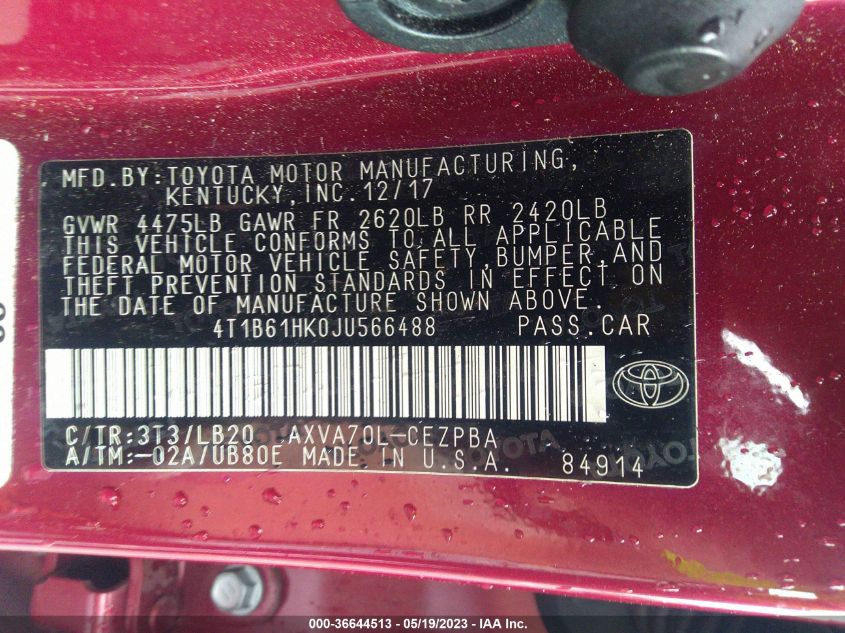 MFD.BY:TOYOTA MOTOR MANUFACTURING,
KENTUCKY,INC.12/17
GVWR 4475LB GAWR FR 2620LB RR 2420LB
THIS VEHICLE CONFORMS TO ALL APPLICABLE
FEDERAL MOTOR VEHICLE SAFETY,BUMPER,AND
THEFT PREVENTION STANDARDS IN EFFECT ON
THE DATE OF MANUFACTURE SHOWN ABOVE.
4T1B61HK0JU566488 PASS.CAR
C/TR:3T3/LB20 AXVA70L-CEZPBA
A/TM:-02A/UB80E MADE IN U.S.A. 84914
000-36644513 - 05/19/2023 - IAA Inc.